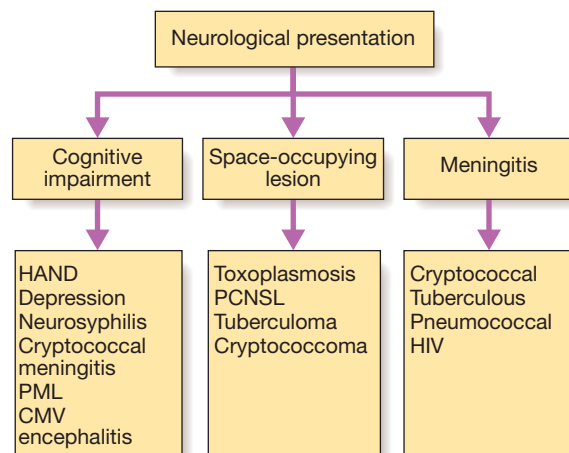 Neurological presentation
Cognitive
impairment
Space-occupying
lesion
Meningitis
HAND
Depression
Neurosyphilis
Cryptococcal
meningitis
PML
CMV
encephalitis
Toxoplasmosis
PCNSL
Tuberculoma
Cryptococcoma
Cryptococcal
Tuberculous
Pneumococcal
HIV